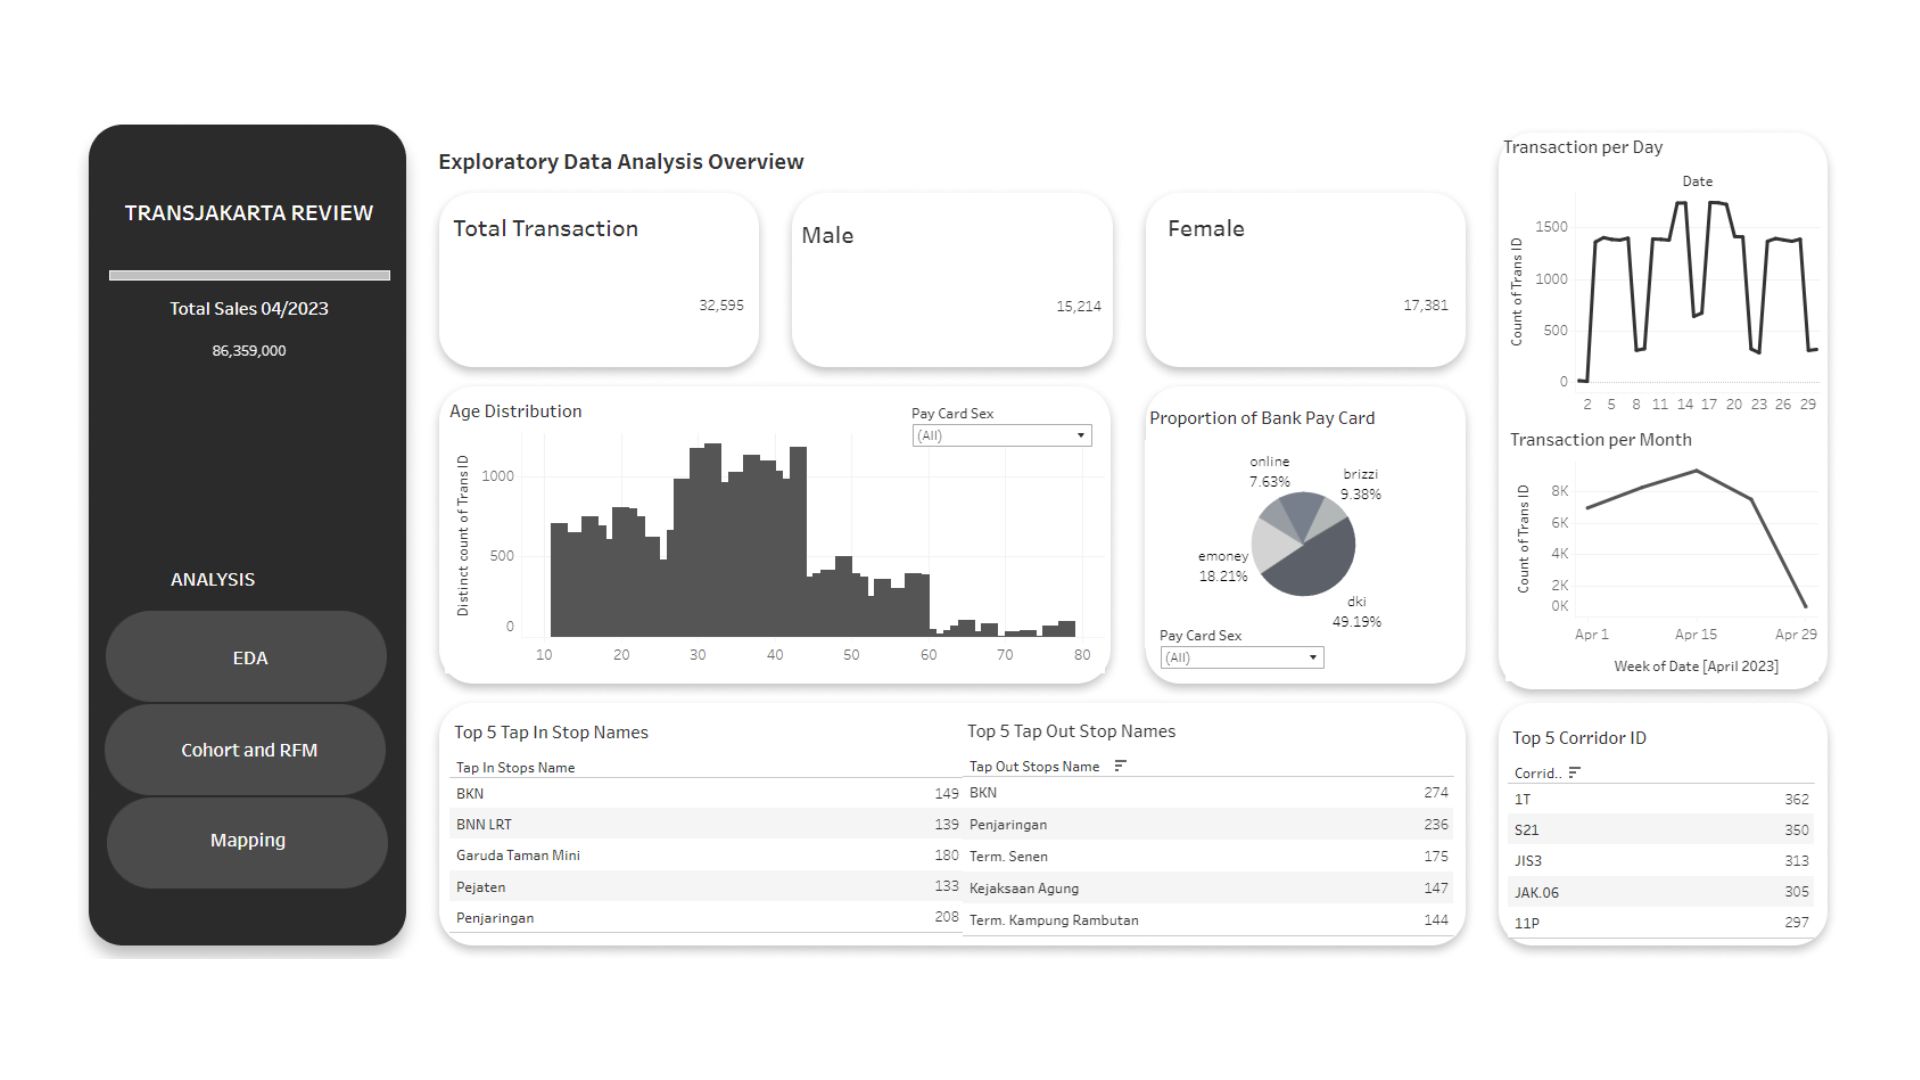 TRANSJAKARTA REVIEW
Total Sales 04/2023
86,359,000
ANALYSIS
EDA
Cohort and RFM
Mapping
Exploratory Data Analysis Overview
Total Transaction
32,595
Male
15,214
Female
17,381
Age Distribution
Pay Card Sex
(All)
Distinct count of Trans ID
1000
500
0
10 20 30 40 50 60 70 80
Proportion of Bank Pay Card
online
7.63%
brizzi
9.38%
emoney
18.21%
dki
49.19%
Pay Card Sex
(All)
Transaction per Day
Date
Count of Trans ID
1500
1000
500
0
2 5 8 11 14 17 20 23 26 29
Transaction per Month
Count of Trans ID
8K
6K
4K
2K
0K
Apr 1 Apr 15 Apr 29
Week of Date [April 2023]
Top 5 Tap In Stop Names
Tap In Stops Name
BKN 149
BNN LRT 139
Garuda Taman Mini 180
Pejaten 133
Penjaringan 208
Top 5 Tap Out Stop Names
Tap Out Stops Name
BKN 274
Penjaringan 236
Term. Senen 175
Kejaksaan Agung 147
Term. Kampung Rambutan 144
Top 5 Corridor ID
Corrid..
1T 362
S21 350
JIS3 313
JAK.06 305
11P 297